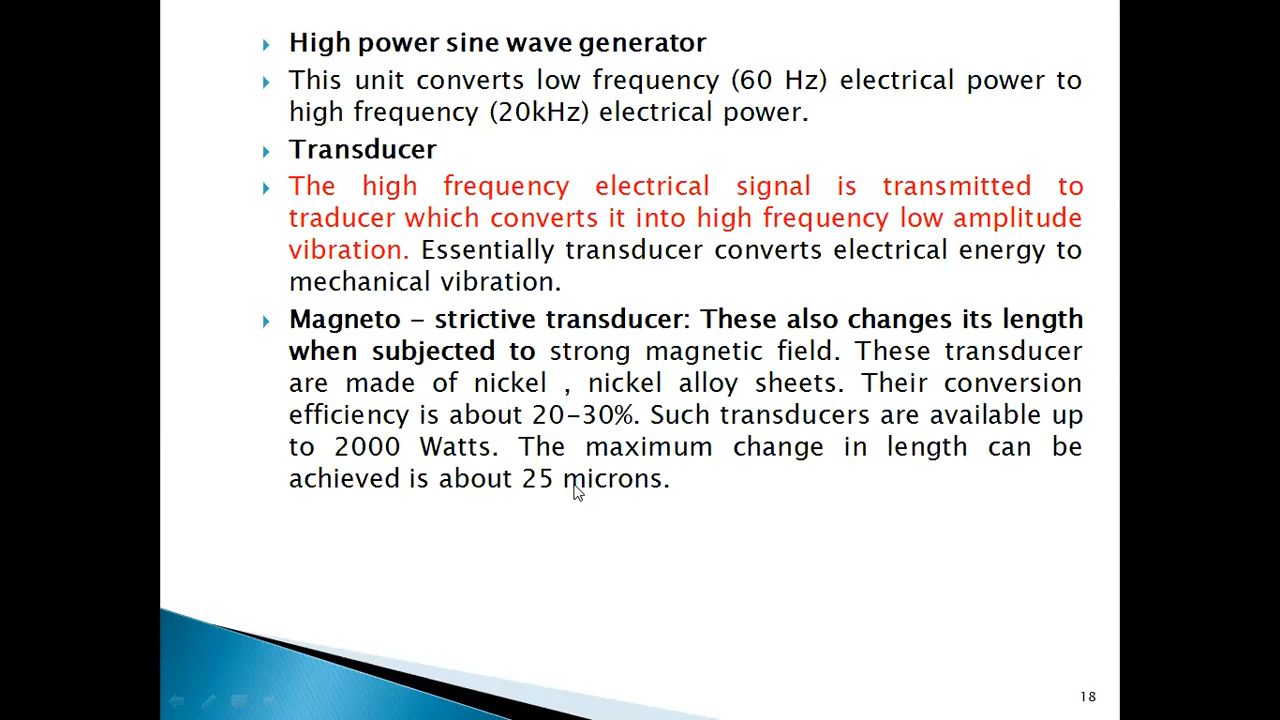 High power sine wave generator
This unit converts low frequency (60 Hz) electrical power to
high frequency (20kHz) electrical power.
Transducer
The high frequency electrical signal is transmitted to
traducer which converts it into high frequency low amplitude
vibration. Essentially transducer converts electrical energy to
mechanical vibration.
Magneto – strictive transducer: These also changes its length
when subjected to strong magnetic field. These transducer
are made of nickel , nickel alloy sheets. Their conversion
efficiency is about 20–30%. Such transducers are available up
to 2000 Watts. The maximum change in length can be
achieved is about 25 microns.
18